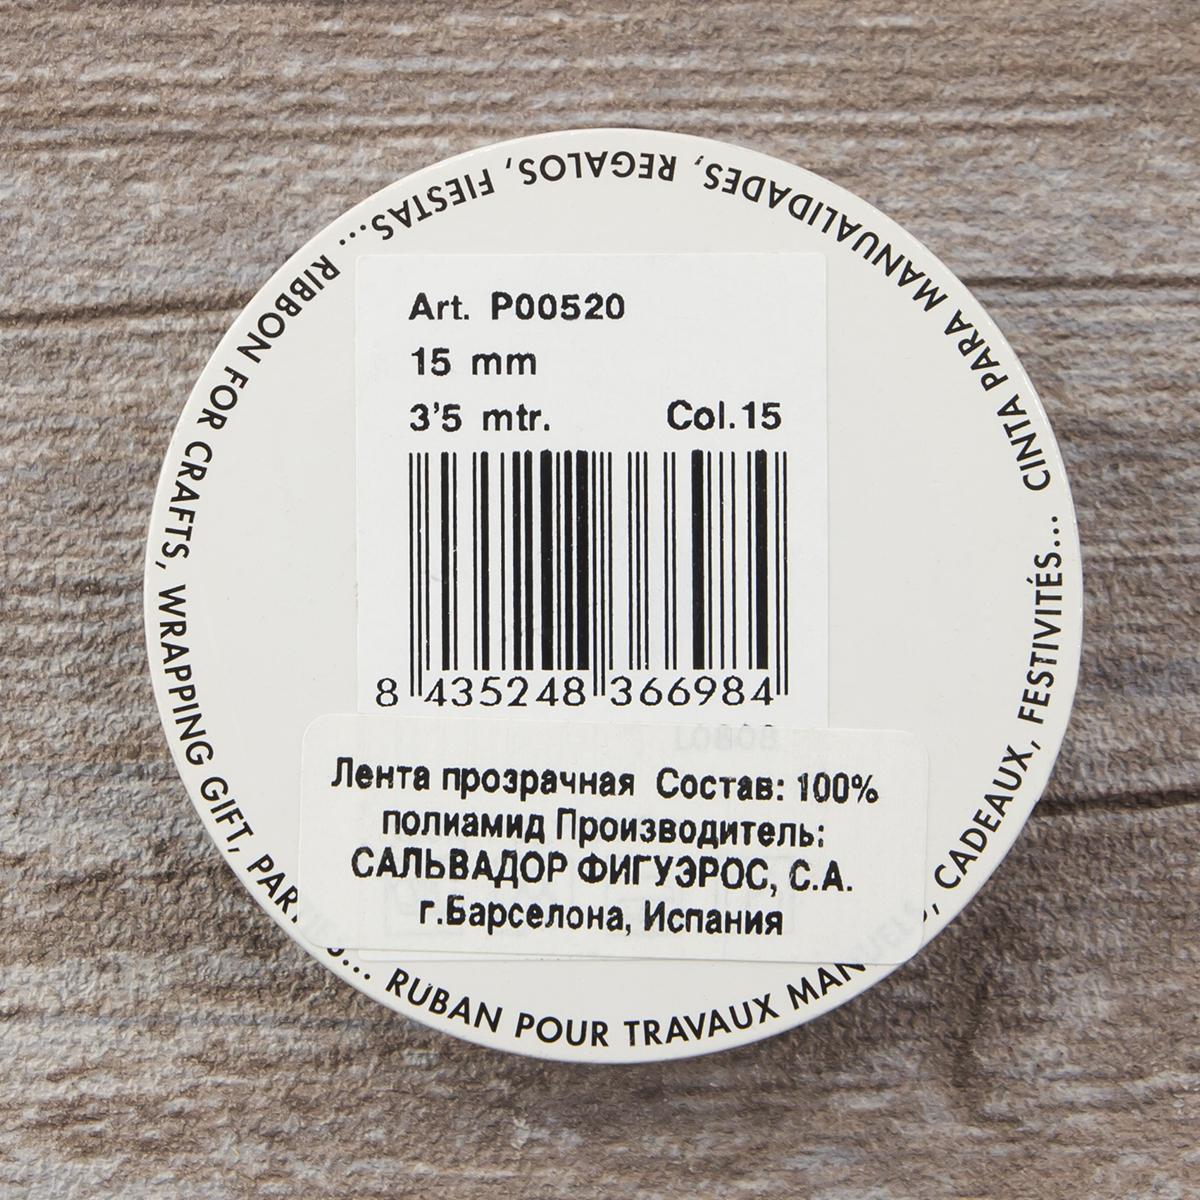 Art. P00520
15 mm
3'5 mtr. Col.15
8 435248 366984
Лента прозрачная Состав: 100%
полиамид Производитель:
САЛЬВАДОР ФИГУЭРОС, С.А.
г.Барселона, Испания
CINTA PARA MANUALIDADES, REGALOS, FIESTAS...
RIBBON FOR CRAFTS, WRAPPING GIFT,
RUBAN POUR TRAVAUX CADEAUX, FESTIVITÉS...